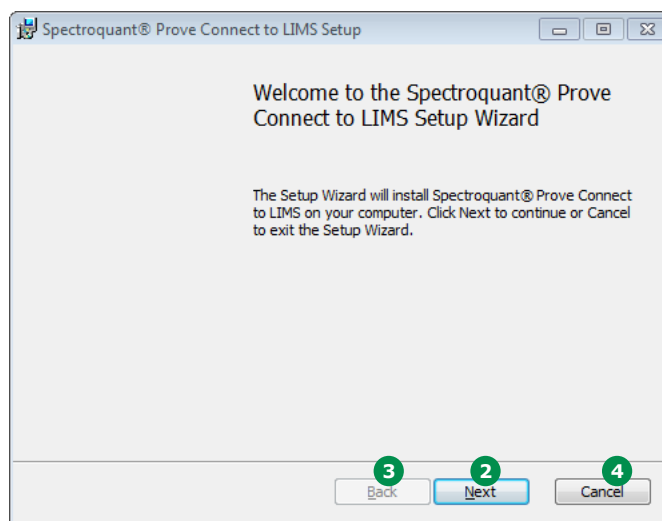 Spectroquant® Prove Connect to LIMS Setup
Welcome to the Spectroquant® Prove
Connect to LIMS Setup Wizard
The Setup Wizard will install Spectroquant® Prove Connect
to LIMS on your computer. Click Next to continue or Cancel
to exit the Setup Wizard.
3 2 4
Back Next Cancel